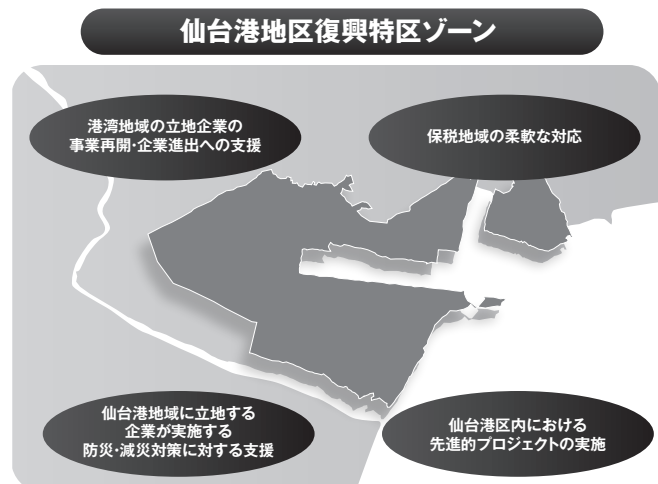 仙台港地区復興特区ゾーン
港湾地域の立地企業の
事業再開・企業進出への支援
保税地域の柔軟な対応
仙台港地域に立地する
企業が実施する
防災・減災対策に対する支援
仙台港区内における
先進的プロジェクトの実施